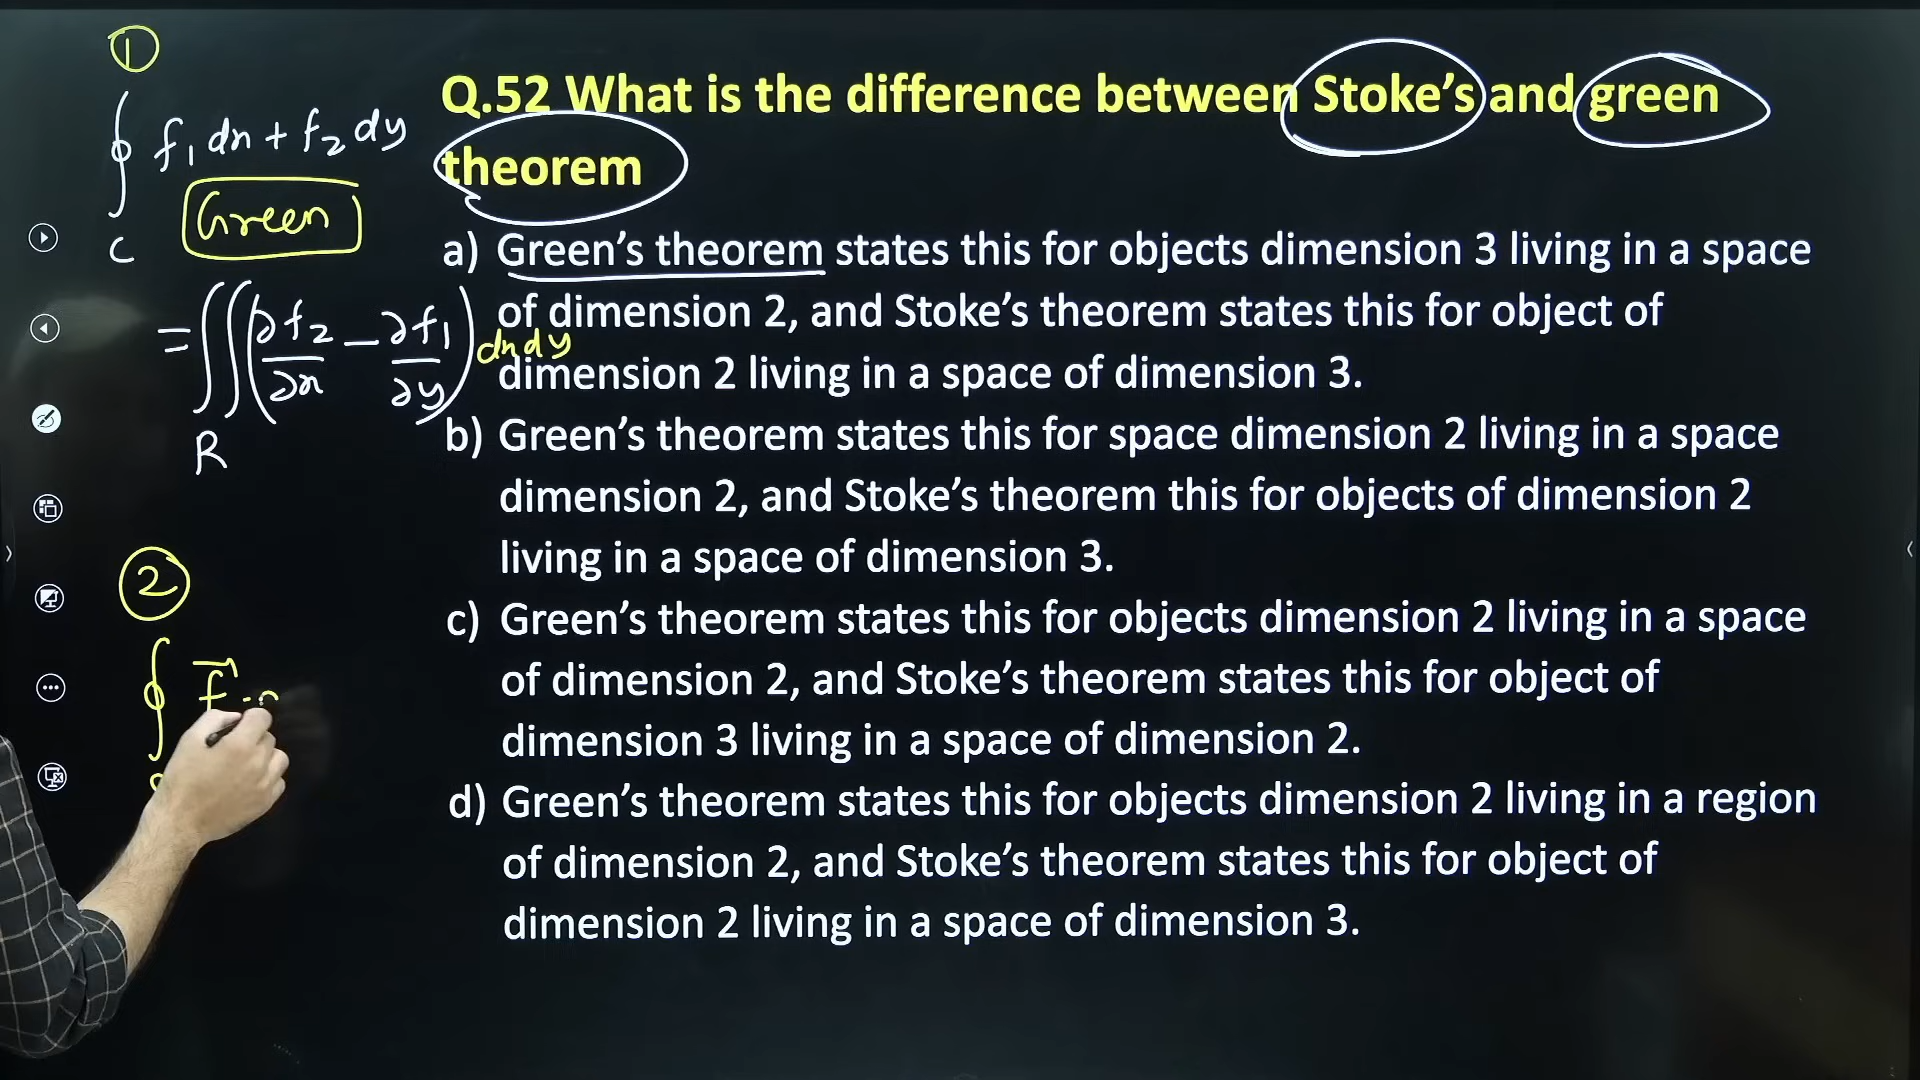 1
∮ f₁dx + f₂dy
C
Green
= ∬ (∂f₂/∂x − ∂f₁/∂y) dxdy
R
2
∮ f⃗ .
Q.52 What is the difference between Stoke’s and green
theorem
a) Green’s theorem states this for objects dimension 3 living in a space
of dimension 2, and Stoke’s theorem states this for object of
dimension 2 living in a space of dimension 3.
b) Green’s theorem states this for space dimension 2 living in a space
dimension 2, and Stoke’s theorem this for objects of dimension 2
living in a space of dimension 3.
c) Green’s theorem states this for objects dimension 2 living in a space
of dimension 2, and Stoke’s theorem states this for object of
dimension 3 living in a space of dimension 2.
d) Green’s theorem states this for objects dimension 2 living in a region
of dimension 2, and Stoke’s theorem states this for object of
dimension 2 living in a space of dimension 3.